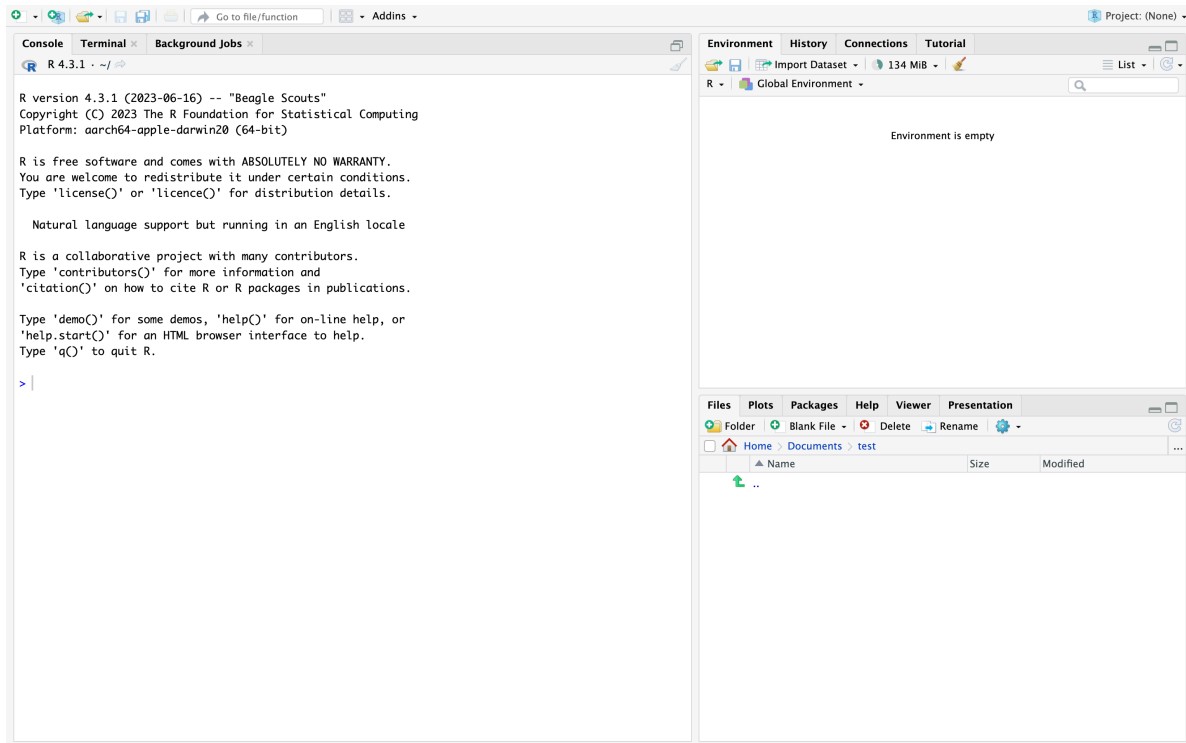 Go to file/function
Addins
Project: (None)
Console Terminal Background Jobs
R 4.3.1 · ~/
R version 4.3.1 (2023-06-16) -- "Beagle Scouts"
Copyright (C) 2023 The R Foundation for Statistical Computing
Platform: aarch64-apple-darwin20 (64-bit)
R is free software and comes with ABSOLUTELY NO WARRANTY.
You are welcome to redistribute it under certain conditions.
Type 'license()' or 'licence()' for distribution details.
Natural language support but running in an English locale
R is a collaborative project with many contributors.
Type 'contributors()' for more information and
'citation()' on how to cite R or R packages in publications.
Type 'demo()' for some demos, 'help()' for on-line help, or
'help.start()' for an HTML browser interface to help.
Type 'q()' to quit R.
>
Environment History Connections Tutorial
Import Dataset 134 MiB List
R Global Environment
Environment is empty
Files Plots Packages Help Viewer Presentation
Folder Blank File Delete Rename
Home > Documents > test
...
Name Size Modified
..